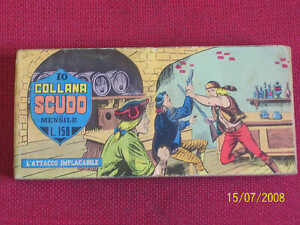 10
COLLANA
SCUDO
MENSILE
L. 150
L'ATTACCO IMPLACABILE
15/07/2008